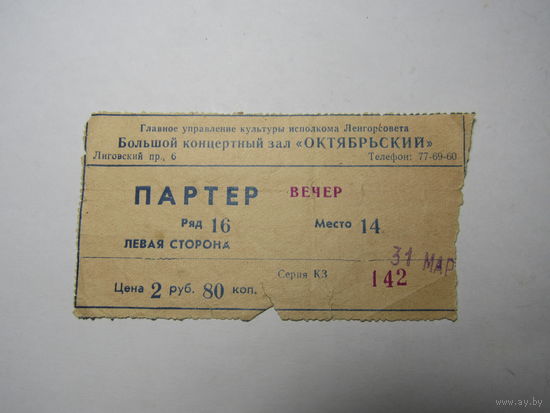 Главное управление культуры исполкома Ленгорсовета
Большой концертный зал «ОКТЯБРЬСКИЙ»
Лиговский пр., 6 Телефон: 77-69-60
ПАРТЕР ВЕЧЕР
Ряд 16 Место 14
ЛЕВАЯ СТОРОНА
31 МАР
Серия КЗ 142
Цена 2 руб. 80 коп.
www.ay.by